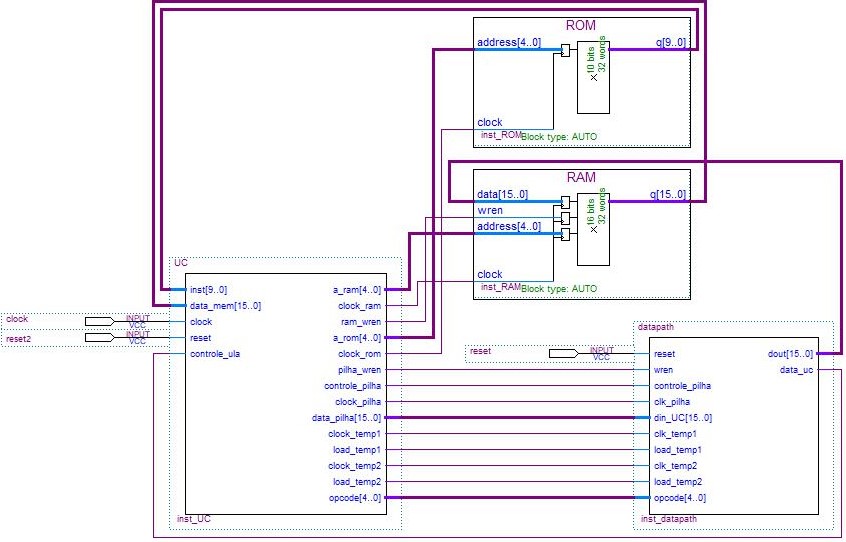 ROM
address[4..0]
q[9..0]
10 bits
32 words
×
clock
inst_ROM
Block type: AUTO
RAM
data[15..0]
q[15..0]
wren
address[4..0]
16 bits
32 words
×
clock
inst_RAM
Block type: AUTO
UC
inst[9..0]
a_ram[4..0]
data_mem[15..0]
clock_ram
clock
INPUT
VCC
clock
ram_wren
reset2
INPUT
VCC
reset
a_rom[4..0]
controle_ula
clock_rom
pilha_wren
controle_pilha
clock_pilha
data_pilha[15..0]
clock_temp1
load_temp1
clock_temp2
load_temp2
opcode[4..0]
inst_UC
datapath
reset
INPUT
VCC
reset
dout[15..0]
wren
data_uc
controle_pilha
clk_pilha
din_UC[15..0]
clk_temp1
load_temp1
clk_temp2
load_temp2
opcode[4..0]
inst_datapath